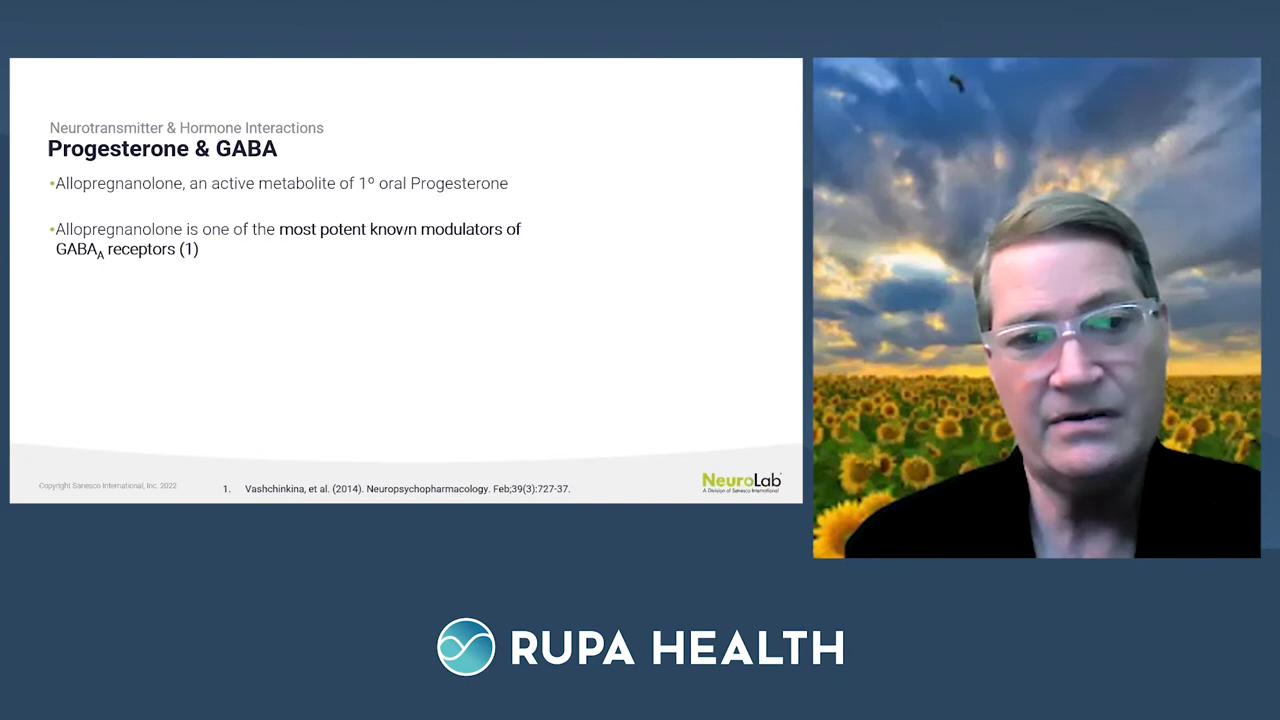 Neurotransmitter & Hormone Interactions
Progesterone & GABA
•Allopregnanolone, an active metabolite of 1º oral Progesterone
•Allopregnanolone is one of the most potent known modulators of
GABAA receptors (1)
Copyright Sanesco International, Inc. 2022
1. Vashchinkina, et al. (2014). Neuropsychopharmacology. Feb;39(3):727-37.
NeuroLab
A Division of Sanesco International
RUPA HEALTH